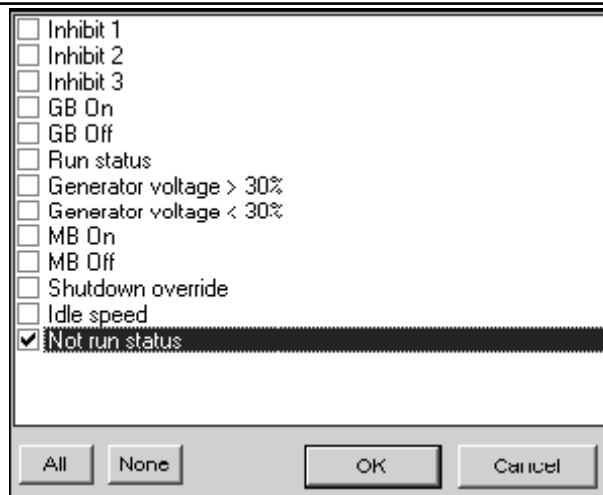 Inhibit 1
Inhibit 2
Inhibit 3
GB On
GB Off
Run status
Generator voltage > 30%
Generator voltage < 30%
MB On
MB Off
Shutdown override
Idle speed
Not run status
All None OK Cancel